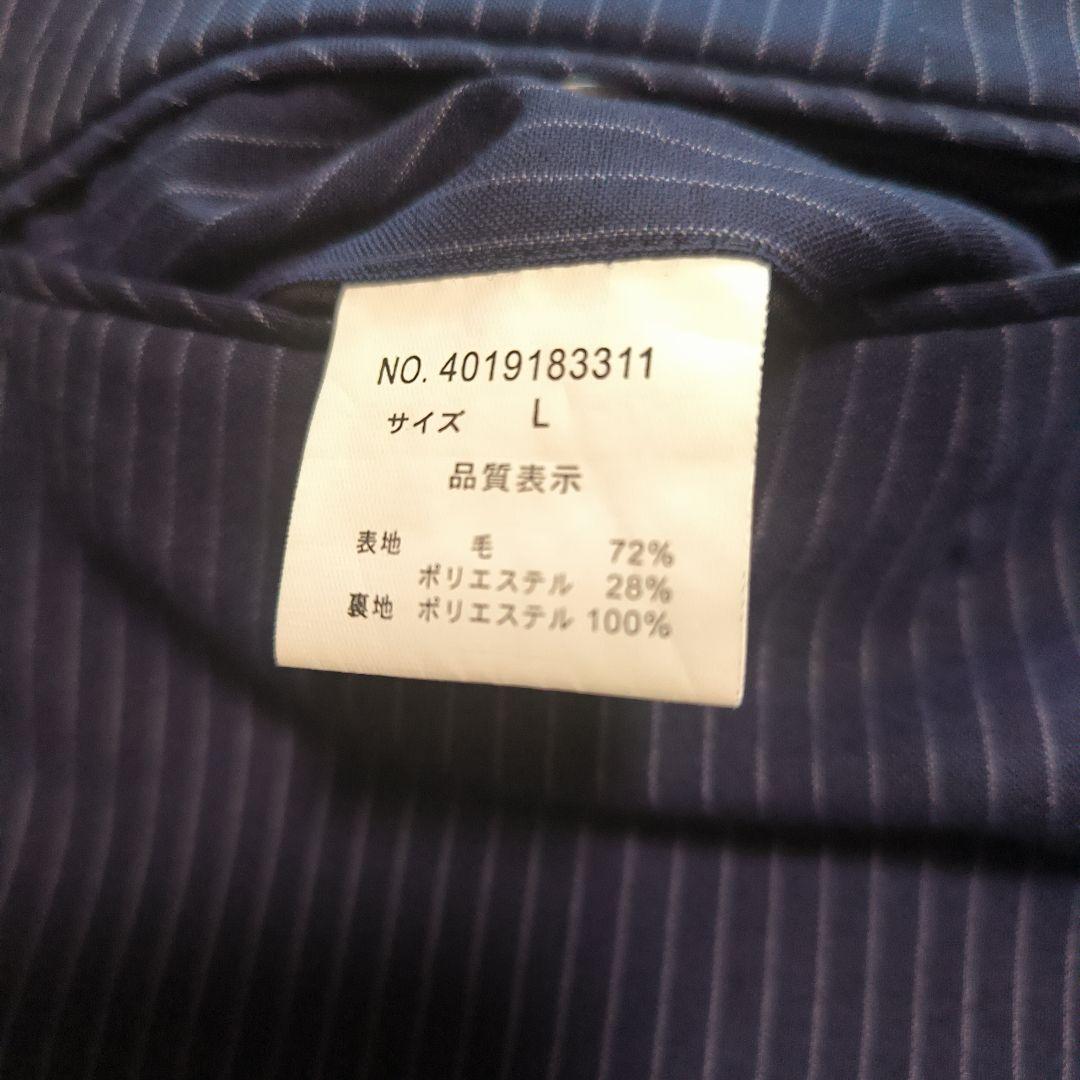 NO. 4019183311
サイズ L
品質表示
表地 毛 72%
ポリエステル 28%
裏地 ポリエステル 100%